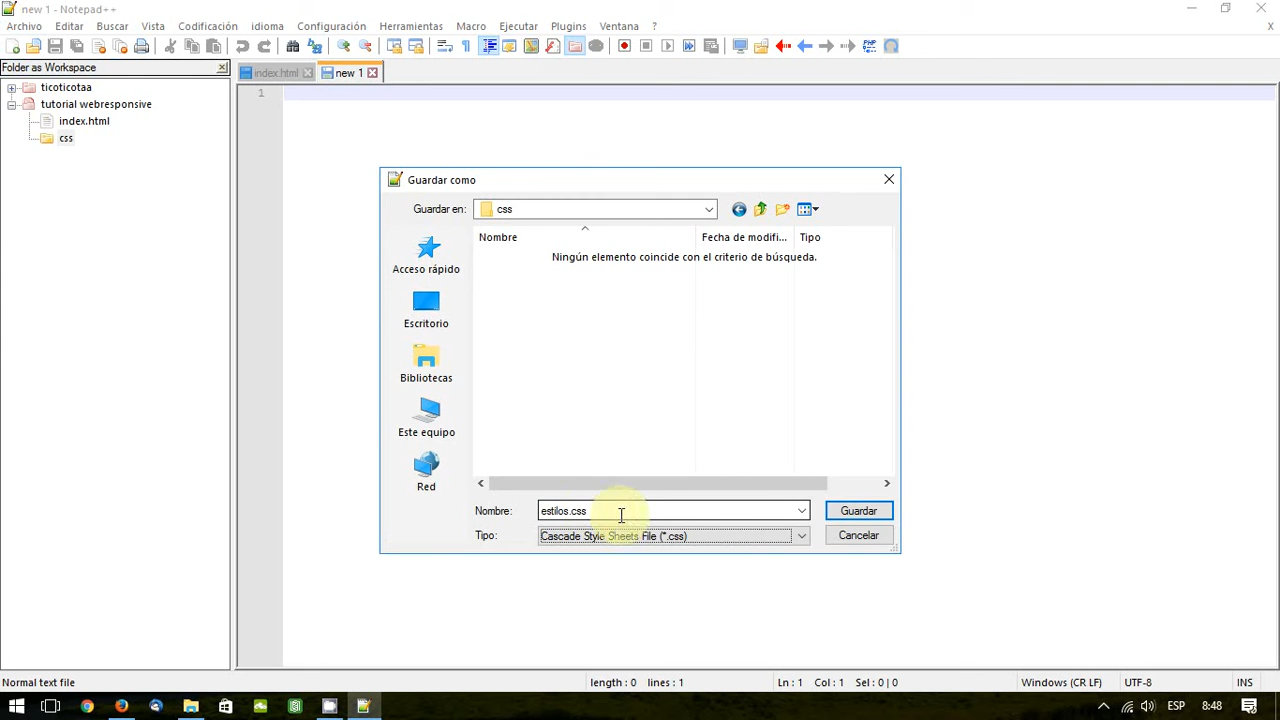 new 1 - Notepad++
Archivo Editar Buscar Vista Codificación idioma Configuración Herramientas Macro Ejecutar Plugins Ventana ? X
Folder as Workspace
index.html new 1
ticoticotaa
tutorial webresponsive
index.html
css
1
Guardar como
Guardar en: css
Nombre Fecha de modifi... Tipo
Ningún elemento coincide con el criterio de búsqueda.
Acceso rápido
Escritorio
Bibliotecas
Este equipo
Red
Nombre: estilos.css Guardar
Tipo: Cascade Style Sheets File (*.css) Cancelar
Normal text file length : 0 lines : 1 Ln : 1 Col : 1 Sel : 0 | 0 Windows (CR LF) UTF-8 INS
ESP 8:48